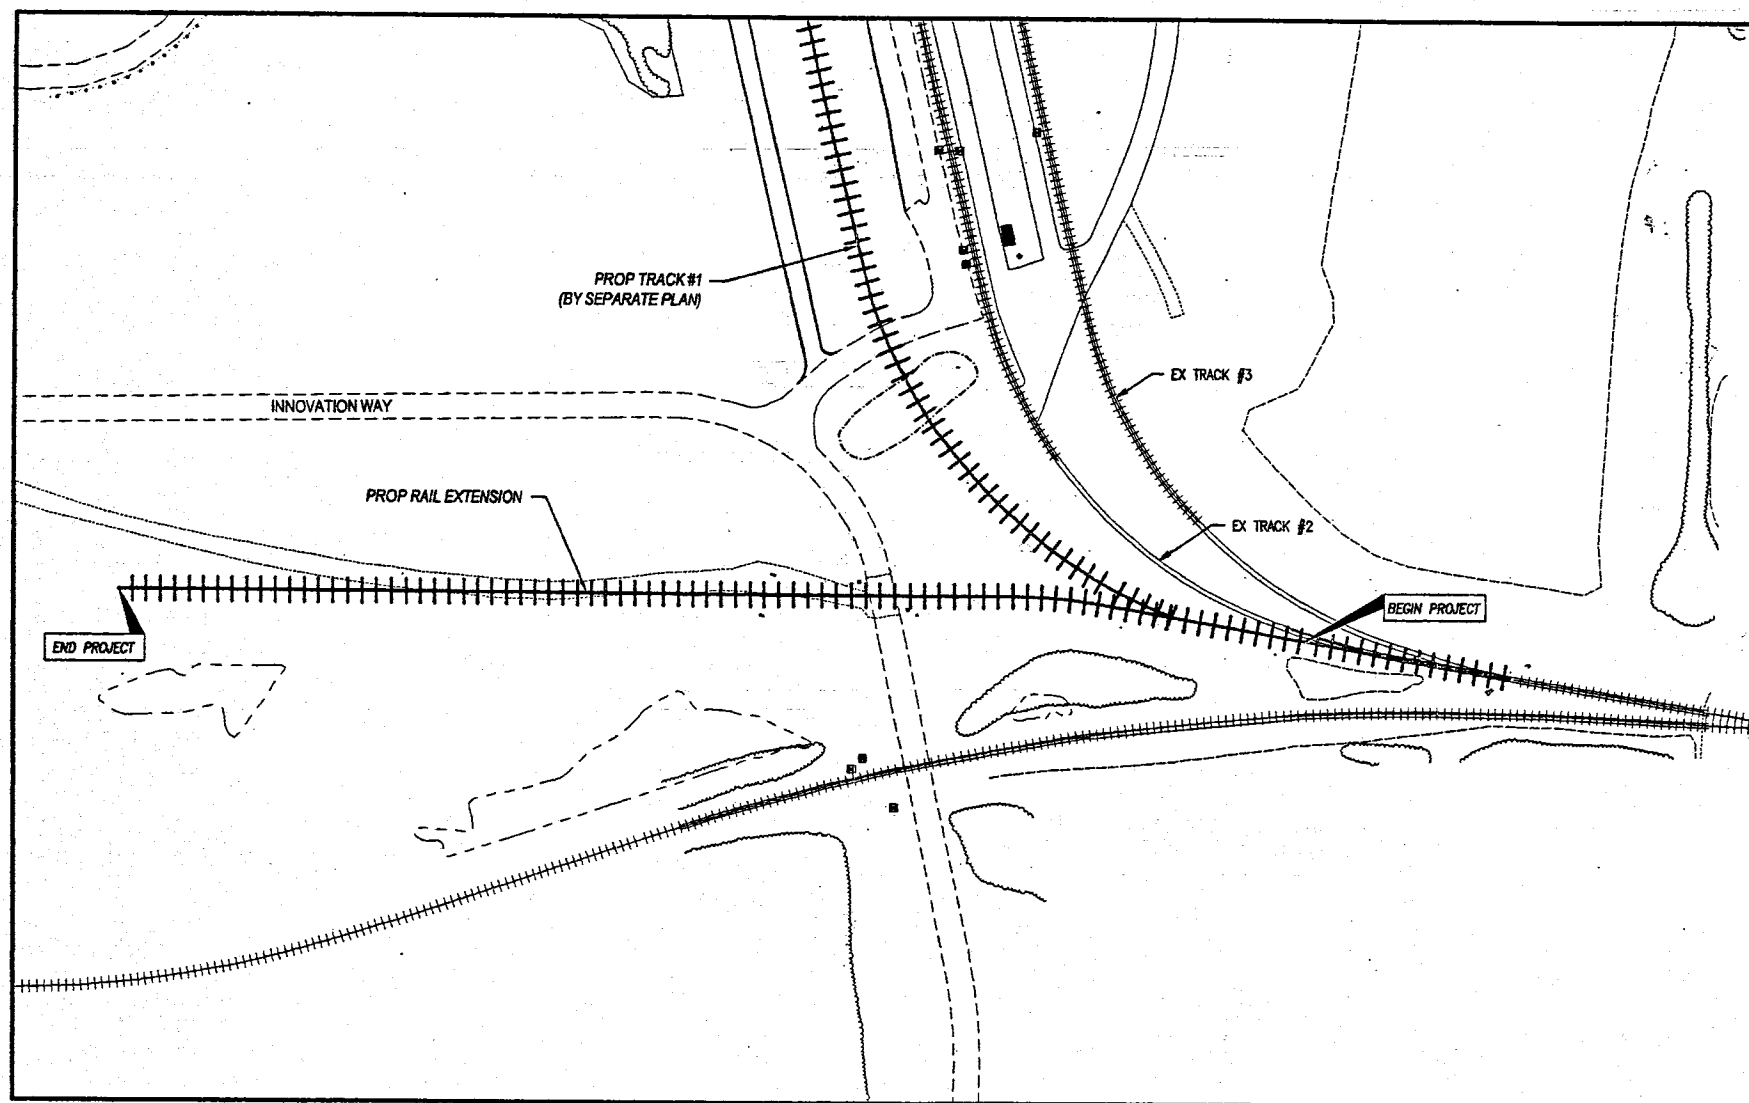 PROP TRACK #1
(BY SEPARATE PLAN)
EX TRACK #3
INNOVATION WAY
PROP RAIL EXTENSION
EX TRACK #2
BEGIN PROJECT
END PROJECT